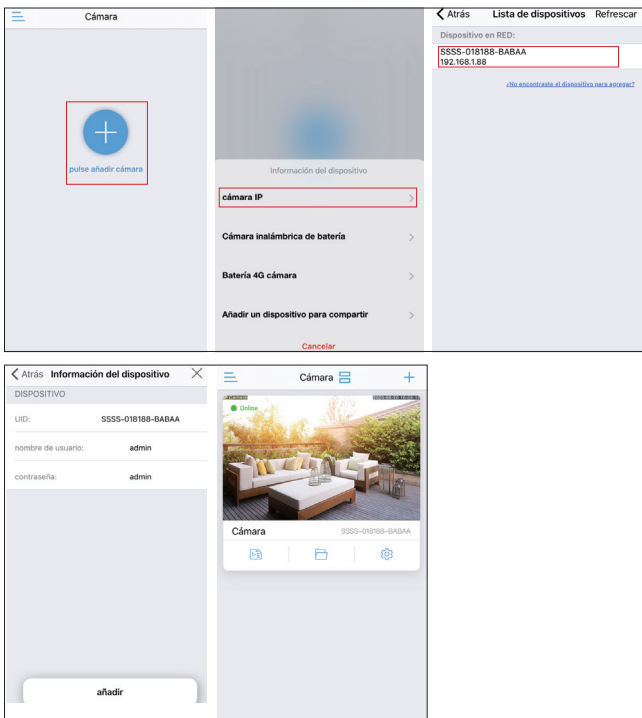 Cámara
pulse añadir cámara
Información del dispositivo
cámara IP
Cámara inalámbrica de batería
Batería 4G cámara
Añadir un dispositivo para compartir
Cancelar
Atrás Lista de dispositivos Refrescar
Dispositivo en RED:
SSSS-018188-BABAA
192.168.1.88
¿No encontraste el dispositivo para agregar?
Atrás Información del dispositivo
DISPOSITIVO
UID: SSSS-018188-BABAA
nombre de usuario: admin
contraseña: admin
añadir
Cámara
Online
Cámara SSSS-018188-BABAA